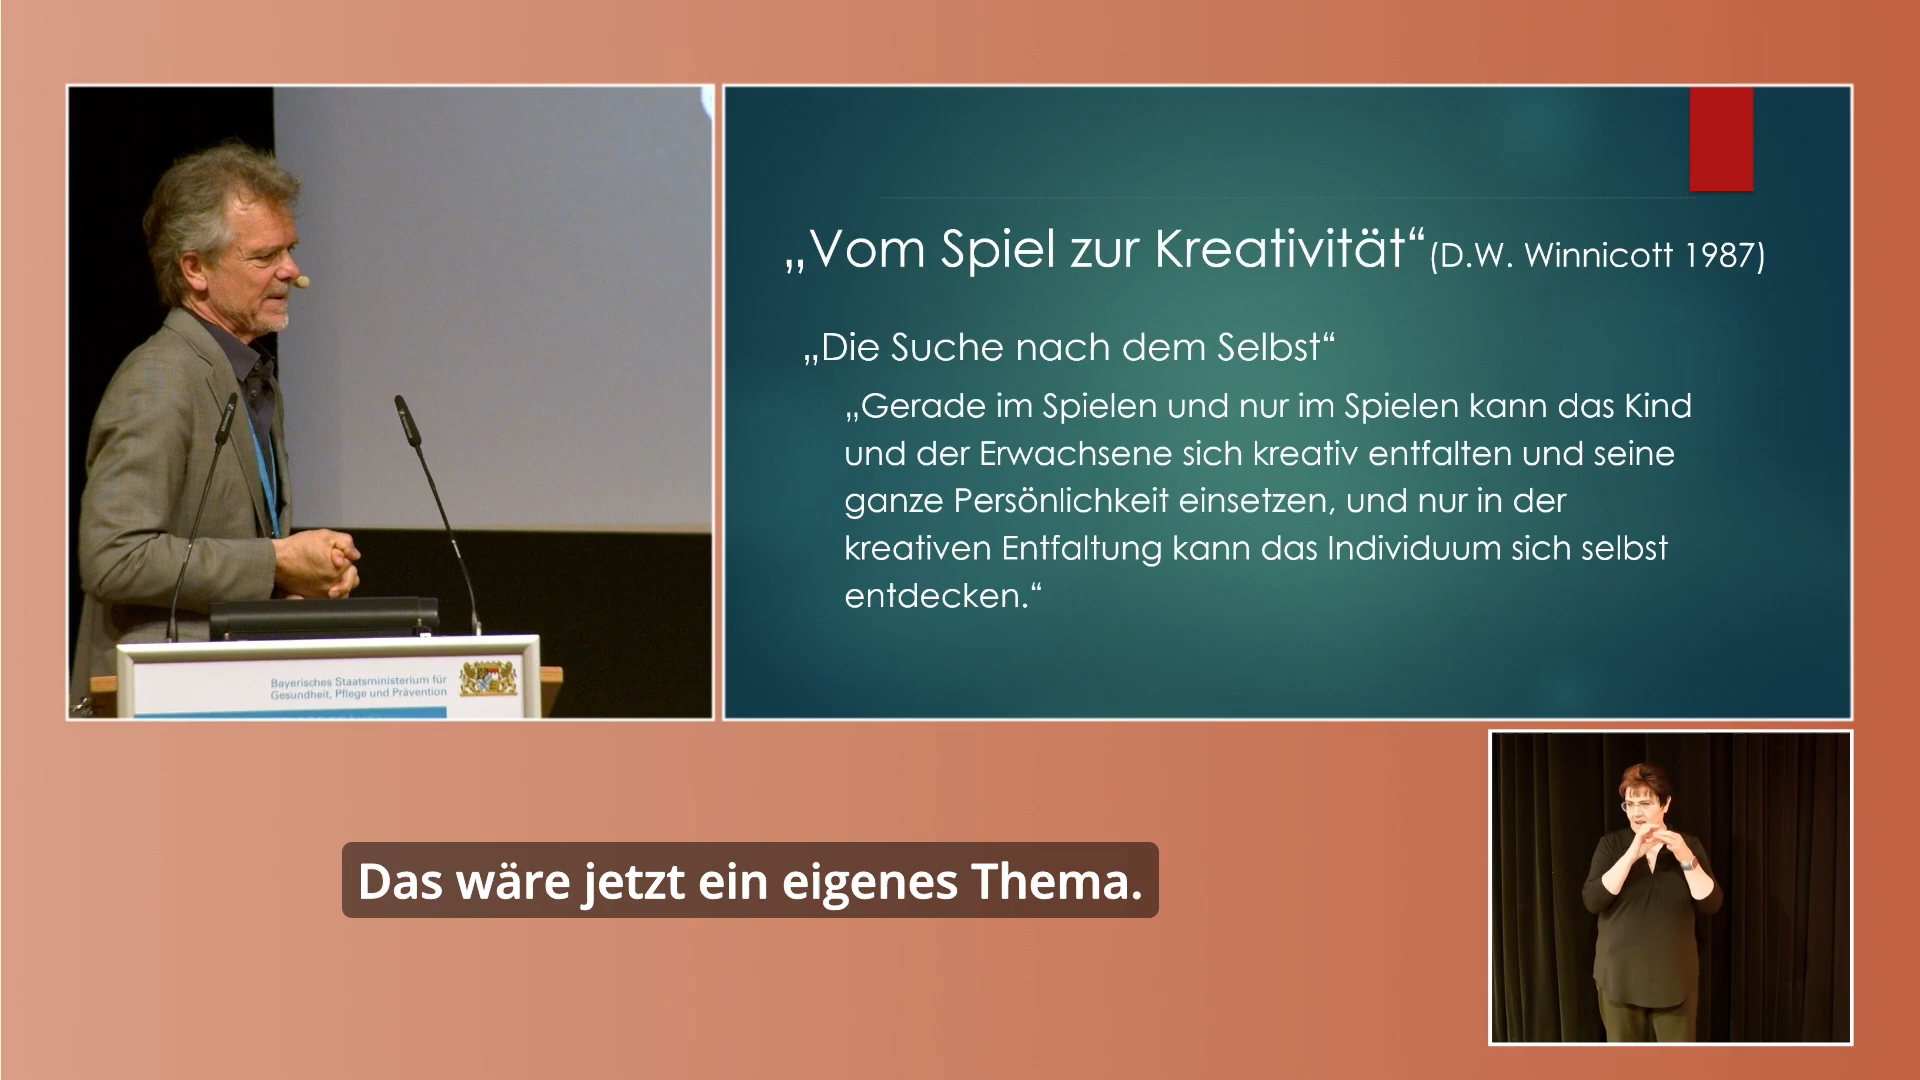 „Vom Spiel zur Kreativität“(D.W. Winnicott 1987)
„Die Suche nach dem Selbst“
„Gerade im Spielen und nur im Spielen kann das Kind
und der Erwachsene sich kreativ entfalten und seine
ganze Persönlichkeit einsetzen, und nur in der
kreativen Entfaltung kann das Individuum sich selbst
entdecken.“
Bayerisches Staatsministerium für
Gesundheit, Pflege und Prävention
Das wäre jetzt ein eigenes Thema.